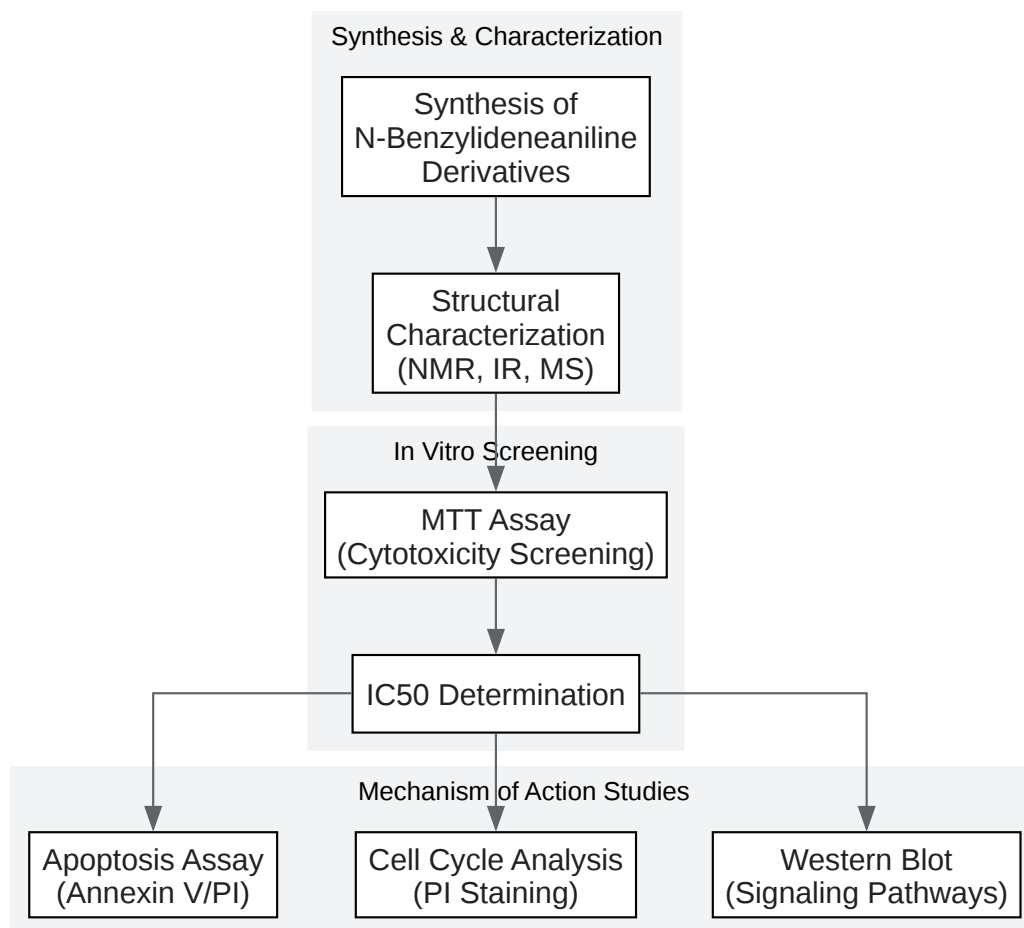 Synthesis & Characterization
Synthesis of
N-Benzylideneaniline
Derivatives
Structural
Characterization
(NMR, IR, MS)
In Vitro Screening
MTT Assay
(Cytotoxicity Screening)
IC50 Determination
Mechanism of Action Studies
Apoptosis Assay
(Annexin V/PI)
Cell Cycle Analysis
(PI Staining)
Western Blot
(Signaling Pathways)